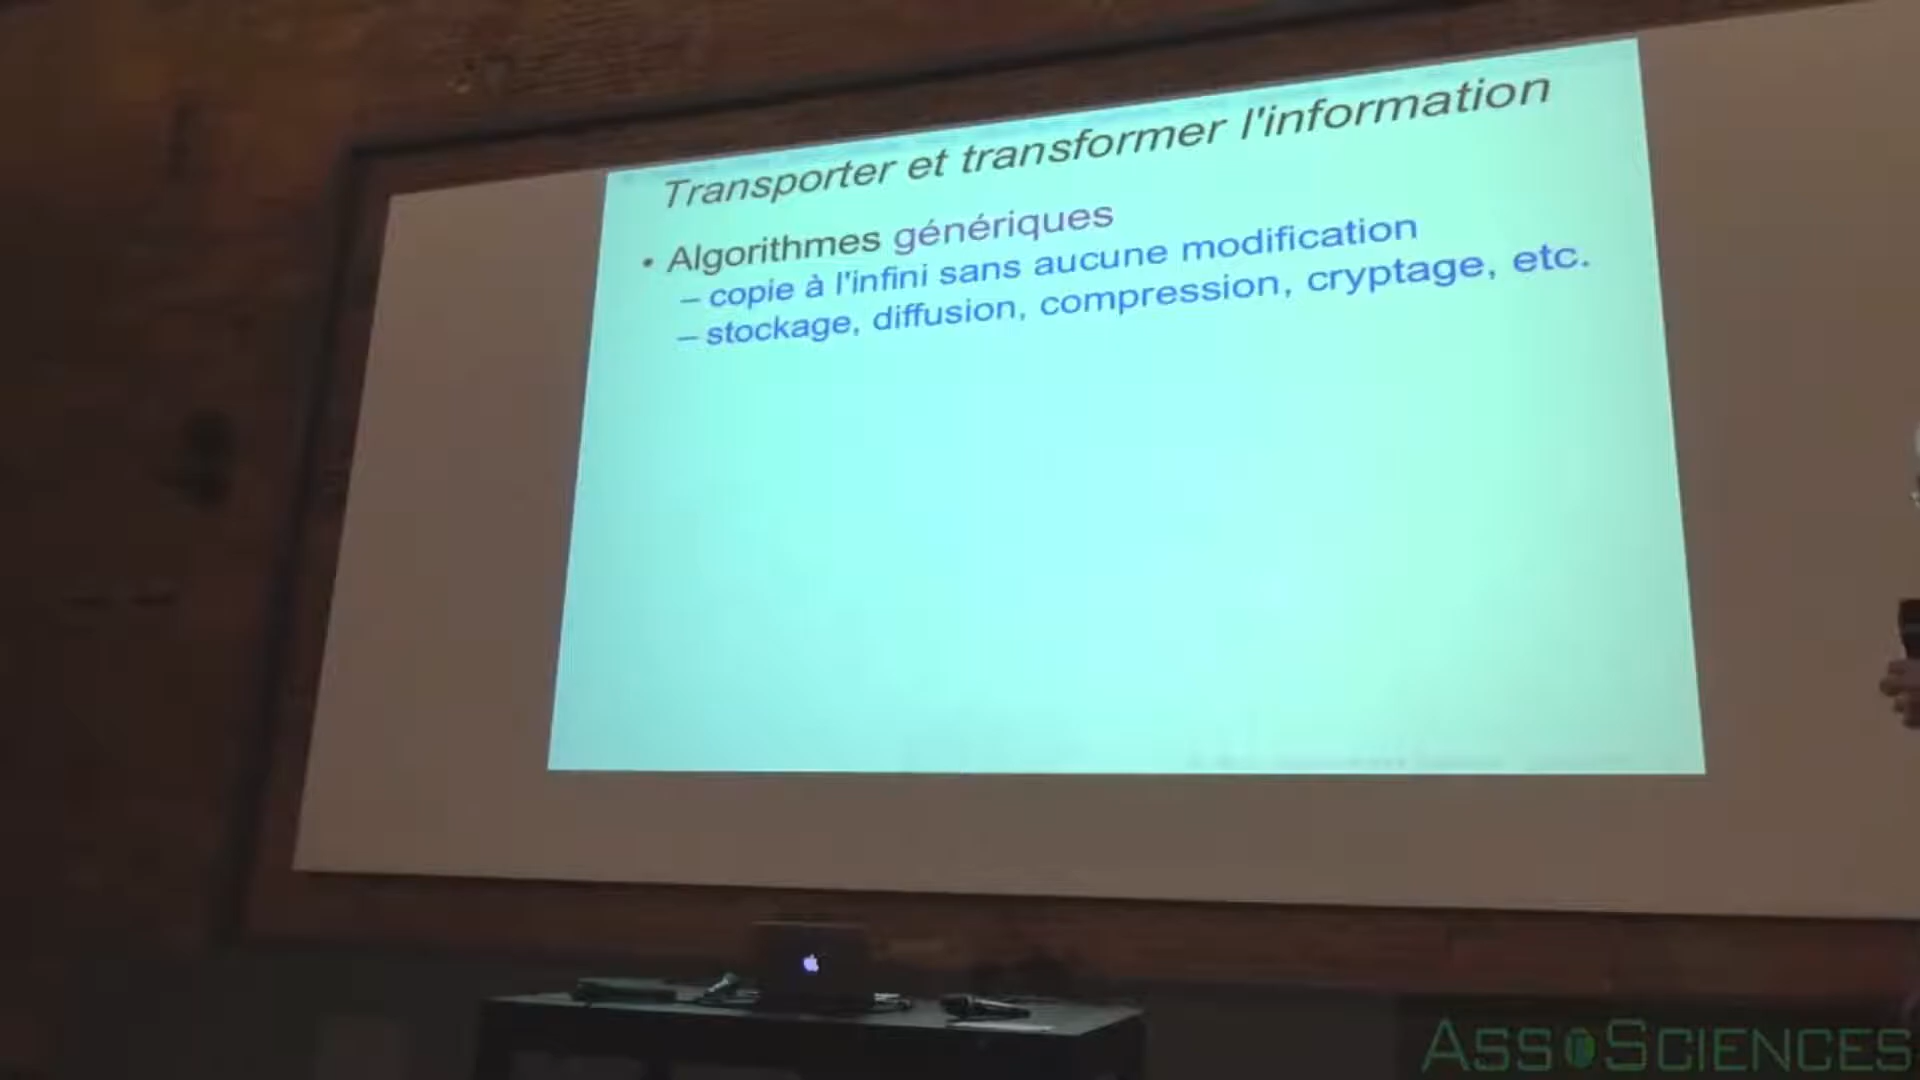 Transporter et transformer l'information
• Algorithmes génériques
– copie à l'infini sans aucune modification
– stockage, diffusion, compression, cryptage, etc.
ASSOSCIENCES